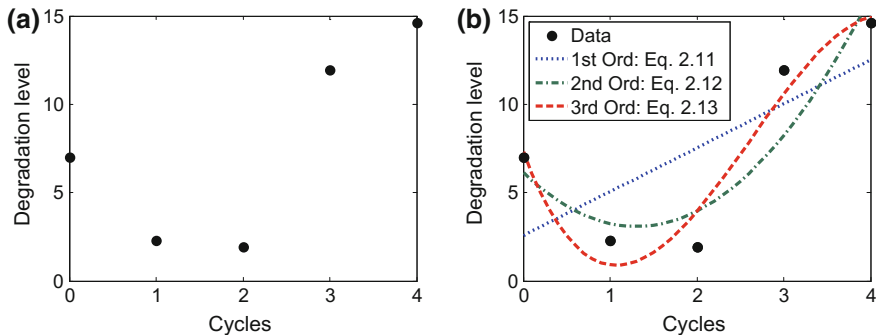 (a)
15
10
5
0
Degradation level
0 1 2 3 4
Cycles
(b)
15
10
5
0
Degradation level
Data
1st Ord: Eq. 2.11
2nd Ord: Eq. 2.12
3rd Ord: Eq. 2.13
0 1 2 3 4
Cycles